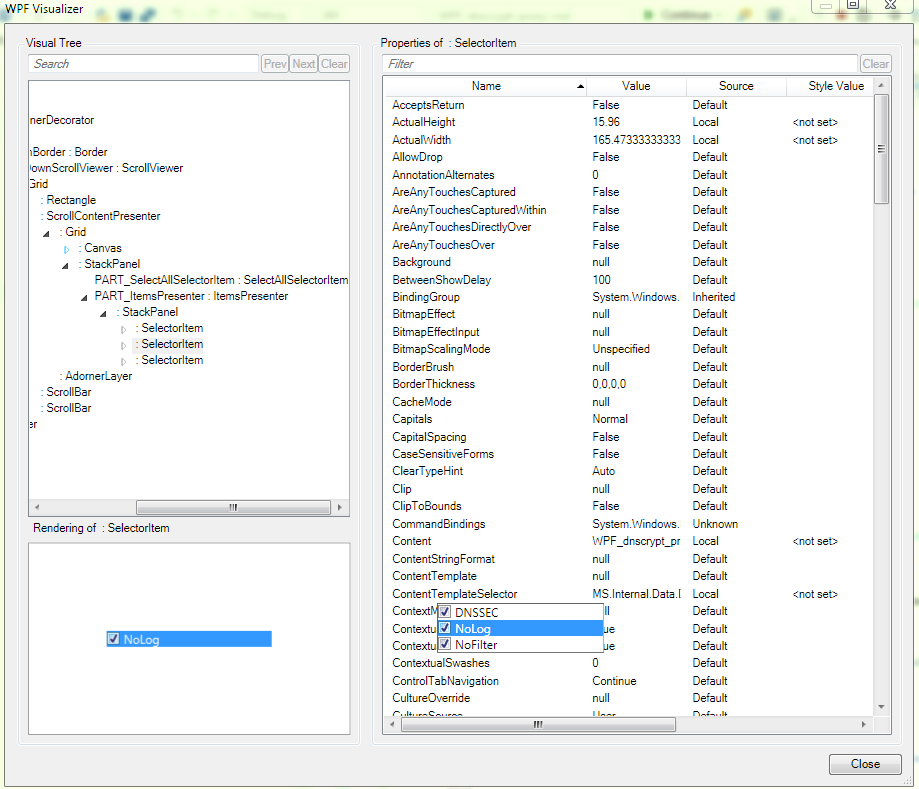 WPF Visualizer
Visual Tree
Search
Prev Next Clear
nerDecorator
Border : Border
ownScrollViewer : ScrollViewer
Grid
: Rectangle
: ScrollContentPresenter
: Grid
: Canvas
: StackPanel
PART_SelectAllSelectorItem : SelectAllSelectorItem
PART_ItemsPresenter : ItemsPresenter
: StackPanel
: SelectorItem
: SelectorItem
: SelectorItem
: AdornerLayer
: ScrollBar
: ScrollBar
er
Rendering of : SelectorItem
NoLog
Properties of : SelectorItem
Filter
Clear
Name Value Source Style Value
AcceptsReturn False Default
ActualHeight 15.96 Local <not set>
ActualWidth 165.47333333333 Local <not set>
AllowDrop False Default
AnnotationAlternates 0 Default
AreAnyTouchesCaptured False Default
AreAnyTouchesCapturedWithin False Default
AreAnyTouchesDirectlyOver False Default
AreAnyTouchesOver False Default
Background null Default
BetweenShowDelay 100 Default
BindingGroup System.Windows. Inherited
BitmapEffect null Default
BitmapEffectInput null Default
BitmapScalingMode Unspecified Default
BorderBrush null Default
BorderThickness 0,0,0,0 Default
CacheMode null Default
Capitals Normal Default
CapitalSpacing False Default
CaseSensitiveForms False Default
ClearTypeHint Auto Default
Clip null Default
ClipToBounds False Default
CommandBindings System.Windows. Unknown
Content WPF_dnscrypt_pr Local <not set>
ContentStringFormat null Default
ContentTemplate null Default
ContentTemplateSelector MS.Internal.Data.D Local <not set>
ContextM ll Default
DNSSEC
Contextu ue Default
NoLog
Contextu ue Default
NoFilter
ContextualSwashes 0 Default
ControlTabNavigation Continue Default
CultureOverride null Default
CultureSource User Default
Close